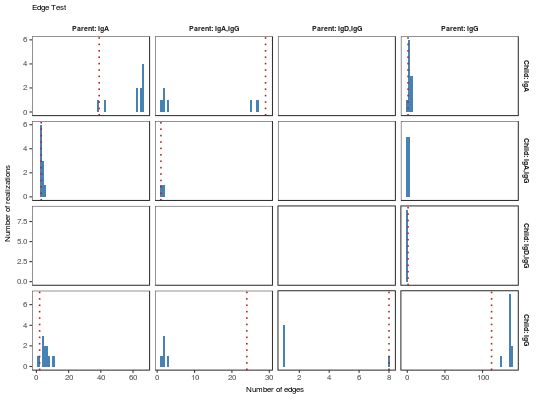 Edge Test
Parent: IgA
Parent: IgA,IgG
Parent: IgD,IgG
Parent: IgG
6
4
2
0
Child: IgA
6
4
2
0
Child: IgA,IgG
7.5
5.0
2.5
0.0
Child: IgD,IgG
6
4
2
0
Child: IgG
Number of realizations
0 20 40 60
0 10 20 30
2 4 6 8
0 50 100
Number of edges